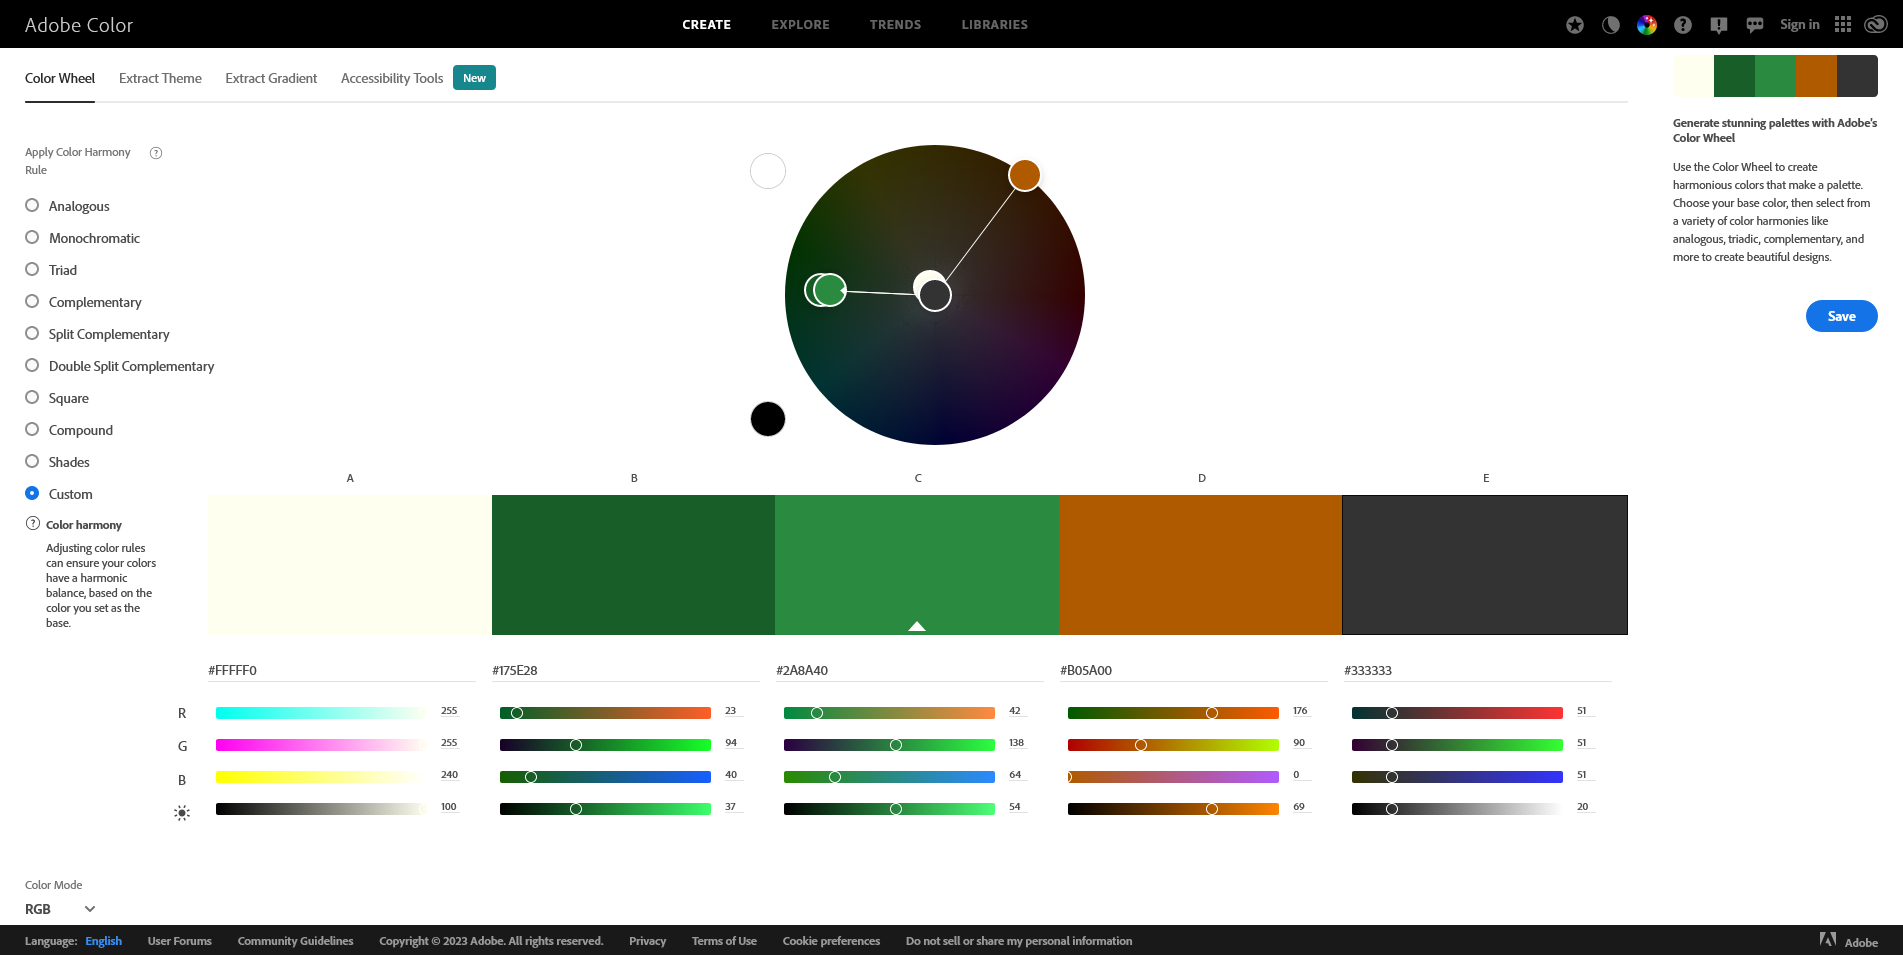 Adobe Color
CREATE
EXPLORE
TRENDS
LIBRARIES
Sign in
Color Wheel
Extract Theme
Extract Gradient
Accessibility Tools
New
Generate stunning palettes with Adobe's
Color Wheel
Use the Color Wheel to create
harmonious colors that make a palette.
Choose your base color, then select from
a variety of color harmonies like
analogous, triadic, complementary, and
more to create beautiful designs.
Save
Apply Color Harmony
Rule
Analogous
Monochromatic
Triad
Complementary
Split Complementary
Double Split Complementary
Square
Compound
Shades
Custom
Color harmony
Adjusting color rules
can ensure your colors
have a harmonic
balance, based on the
color you set as the
base.
A
B
C
D
E
#FFFFF0
#175E28
#2A8A40
#B05A00
#333333
R
255
23
42
176
51
G
255
94
138
90
51
B
240
40
64
0
51
100
37
54
69
20
Color Mode
RGB
Language:
English
User Forums
Community Guidelines
Copyright © 2023 Adobe. All rights reserved.
Privacy
Terms of Use
Cookie preferences
Do not sell or share my personal information
Adobe